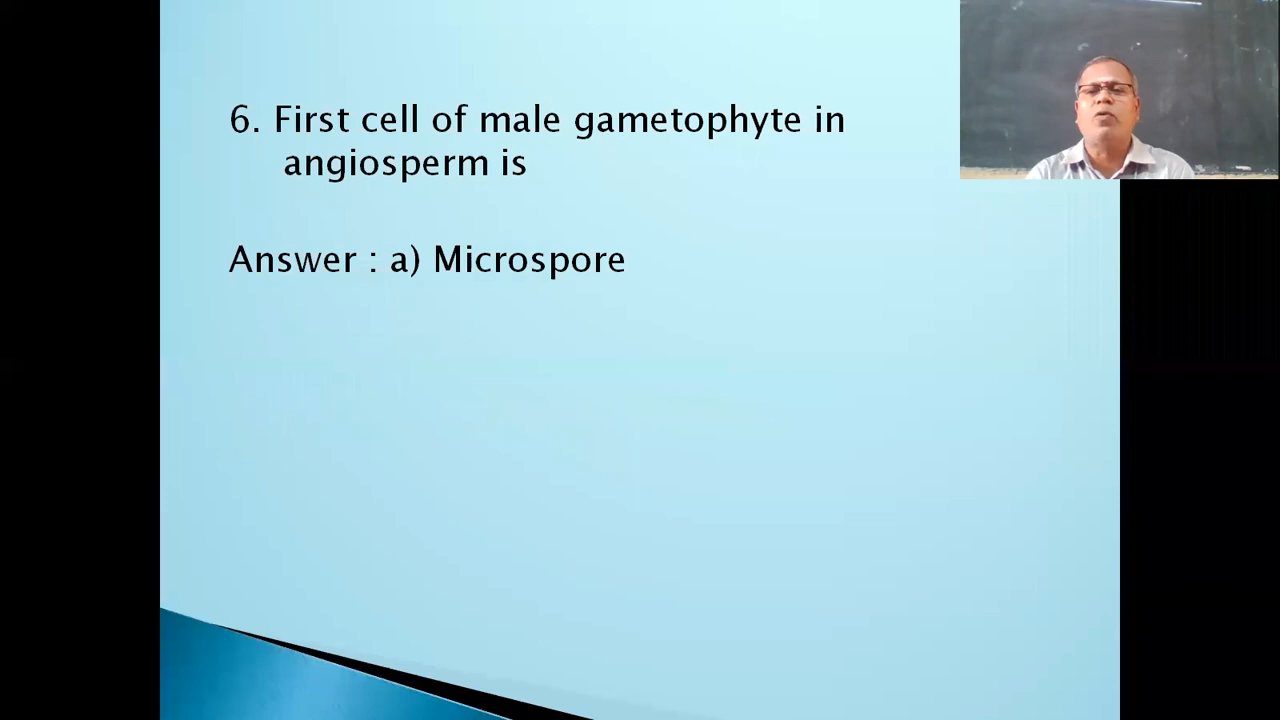 6. First cell of male gametophyte in
angiosperm is
Answer : a) Microspore